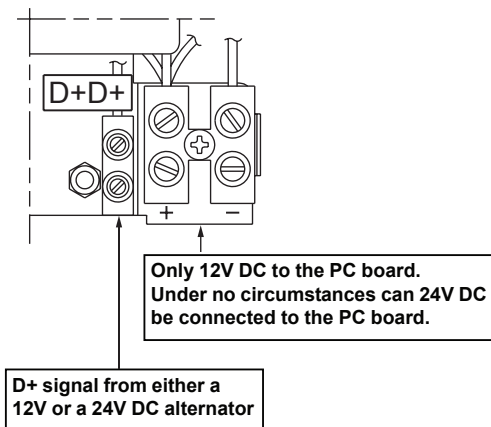 D+D+
+ −
Only 12V DC to the PC board.
Under no circumstances can 24V DC
be connected to the PC board.
D+ signal from either a
12V or a 24V DC alternator